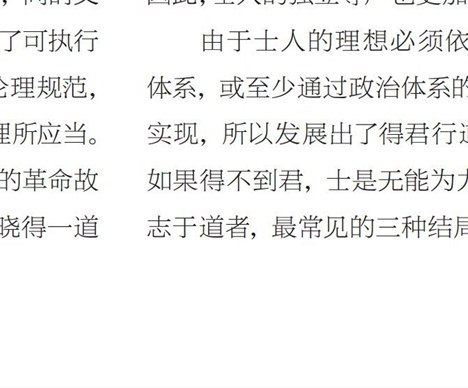 了可执行
论理规范，
理所应当。
的革命故
晓得一道
由于士人的理想必须依
体系，或至少通过政治体系的
实现，所以发展出了得君行道
如果得不到君，士是无能为力
志于道者，最常见的三种结局